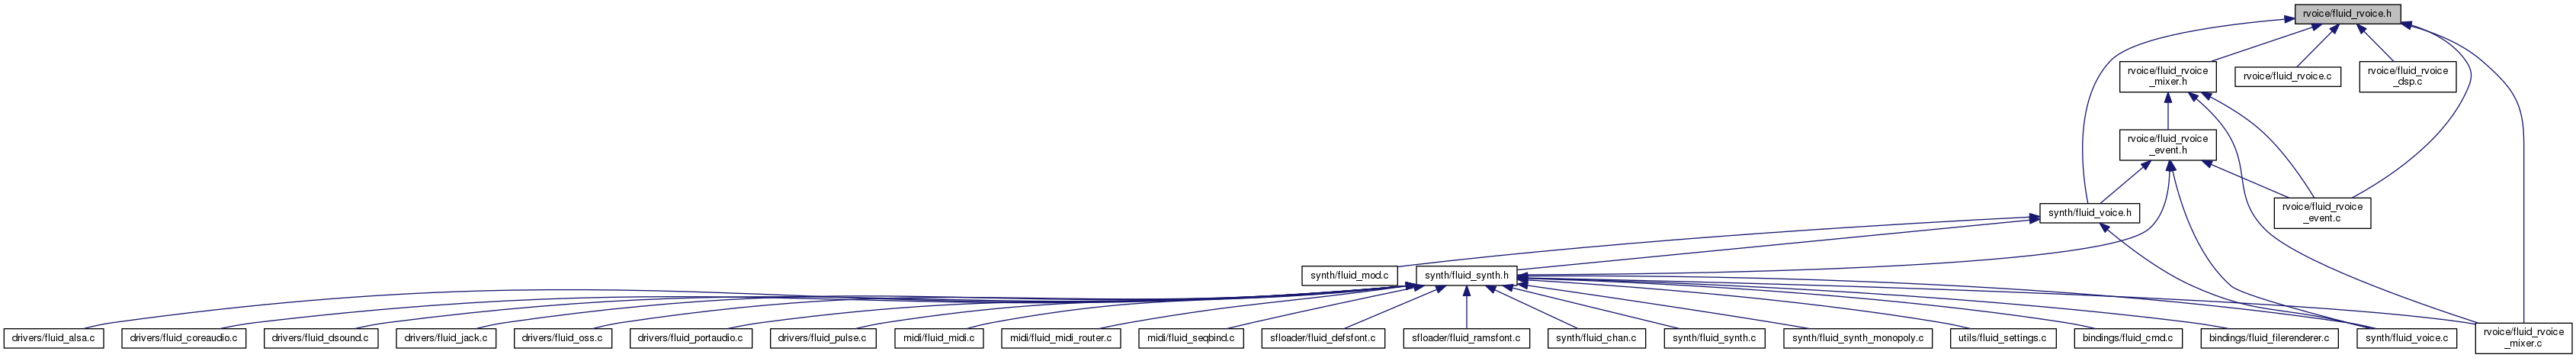 rvoice/fluid_rvoice.h
rvoice/fluid_rvoice
_mixer.h
rvoice/fluid_rvoice.c
rvoice/fluid_rvoice
_dsp.c
rvoice/fluid_rvoice
_event.h
synth/fluid_voice.h
rvoice/fluid_rvoice
_event.c
synth/fluid_mod.c
synth/fluid_synth.h
drivers/fluid_alsa.c
drivers/fluid_coreaudio.c
drivers/fluid_dsound.c
drivers/fluid_jack.c
drivers/fluid_oss.c
drivers/fluid_portaudio.c
drivers/fluid_pulse.c
midi/fluid_midi.c
midi/fluid_midi_router.c
midi/fluid_seqbind.c
sfloader/fluid_defsfont.c
sfloader/fluid_ramsfont.c
synth/fluid_chan.c
synth/fluid_synth.c
synth/fluid_synth_monopoly.c
utils/fluid_settings.c
bindings/fluid_cmd.c
bindings/fluid_filerenderer.c
synth/fluid_voice.c
rvoice/fluid_rvoice
_mixer.c